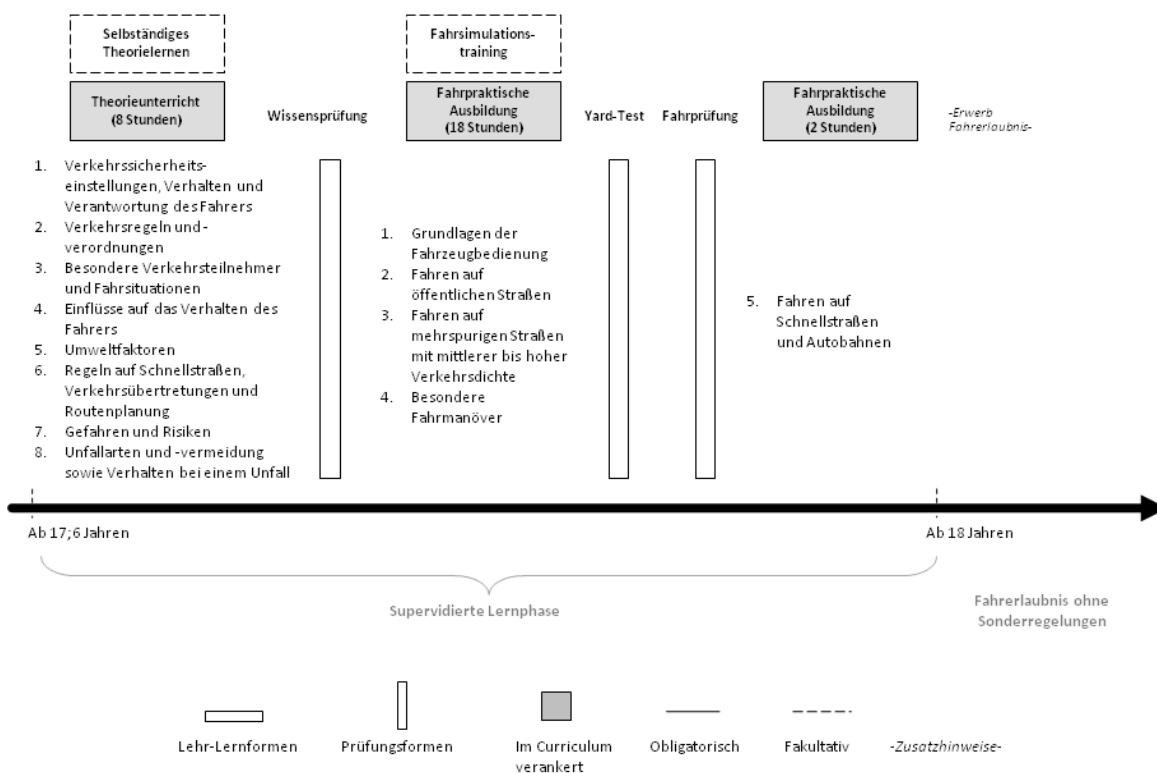 Selbständiges
Theorielernen
Fahrsimulations-
training
Theorieunterricht
(8 Stunden)
Wissensprüfung
Fahrpraktische
Ausbildung
(18 Stunden)
Yard-Test
Fahrprüfung
Fahrpraktische
Ausbildung
(2 Stunden)
-Erwerb
Fahrerlaubnis-
1. Verkehrssicherheits-
einstellungen, Verhalten und
Verantwortung des Fahrers
2. Verkehrsregeln und -
verordnungen
3. Besondere Verkehrsteilnehmer
und Fahrsituationen
4. Einflüsse auf das Verhalten des
Fahrers
5. Umweltfaktoren
6. Regeln auf Schnellstraßen,
Verkehrsübertretungen und
Routenplanung
7. Gefahren und Risiken
8. Unfallarten und -vermeidung
sowie Verhalten bei einem Unfall
1. Grundlagen der
Fahrzeugbedienung
2. Fahren auf
öffentlichen Straßen
3. Fahren auf
mehrspurigen Straßen
mit mittlerer bis hoher
Verkehrsdichte
4. Besondere
Fahrmanöver
5. Fahren auf
Schnellstraßen
und Autobahnen
Ab 17;6 Jahren
Ab 18 Jahren
Supervidierte Lernphase
Fahrerlaubnis ohne
Sonderregelungen
Lehr-Lernformen
Prüfungsformen
Im Curriculum
verankert
Obligatorisch
Fakultativ
-Zusatzhinweise-